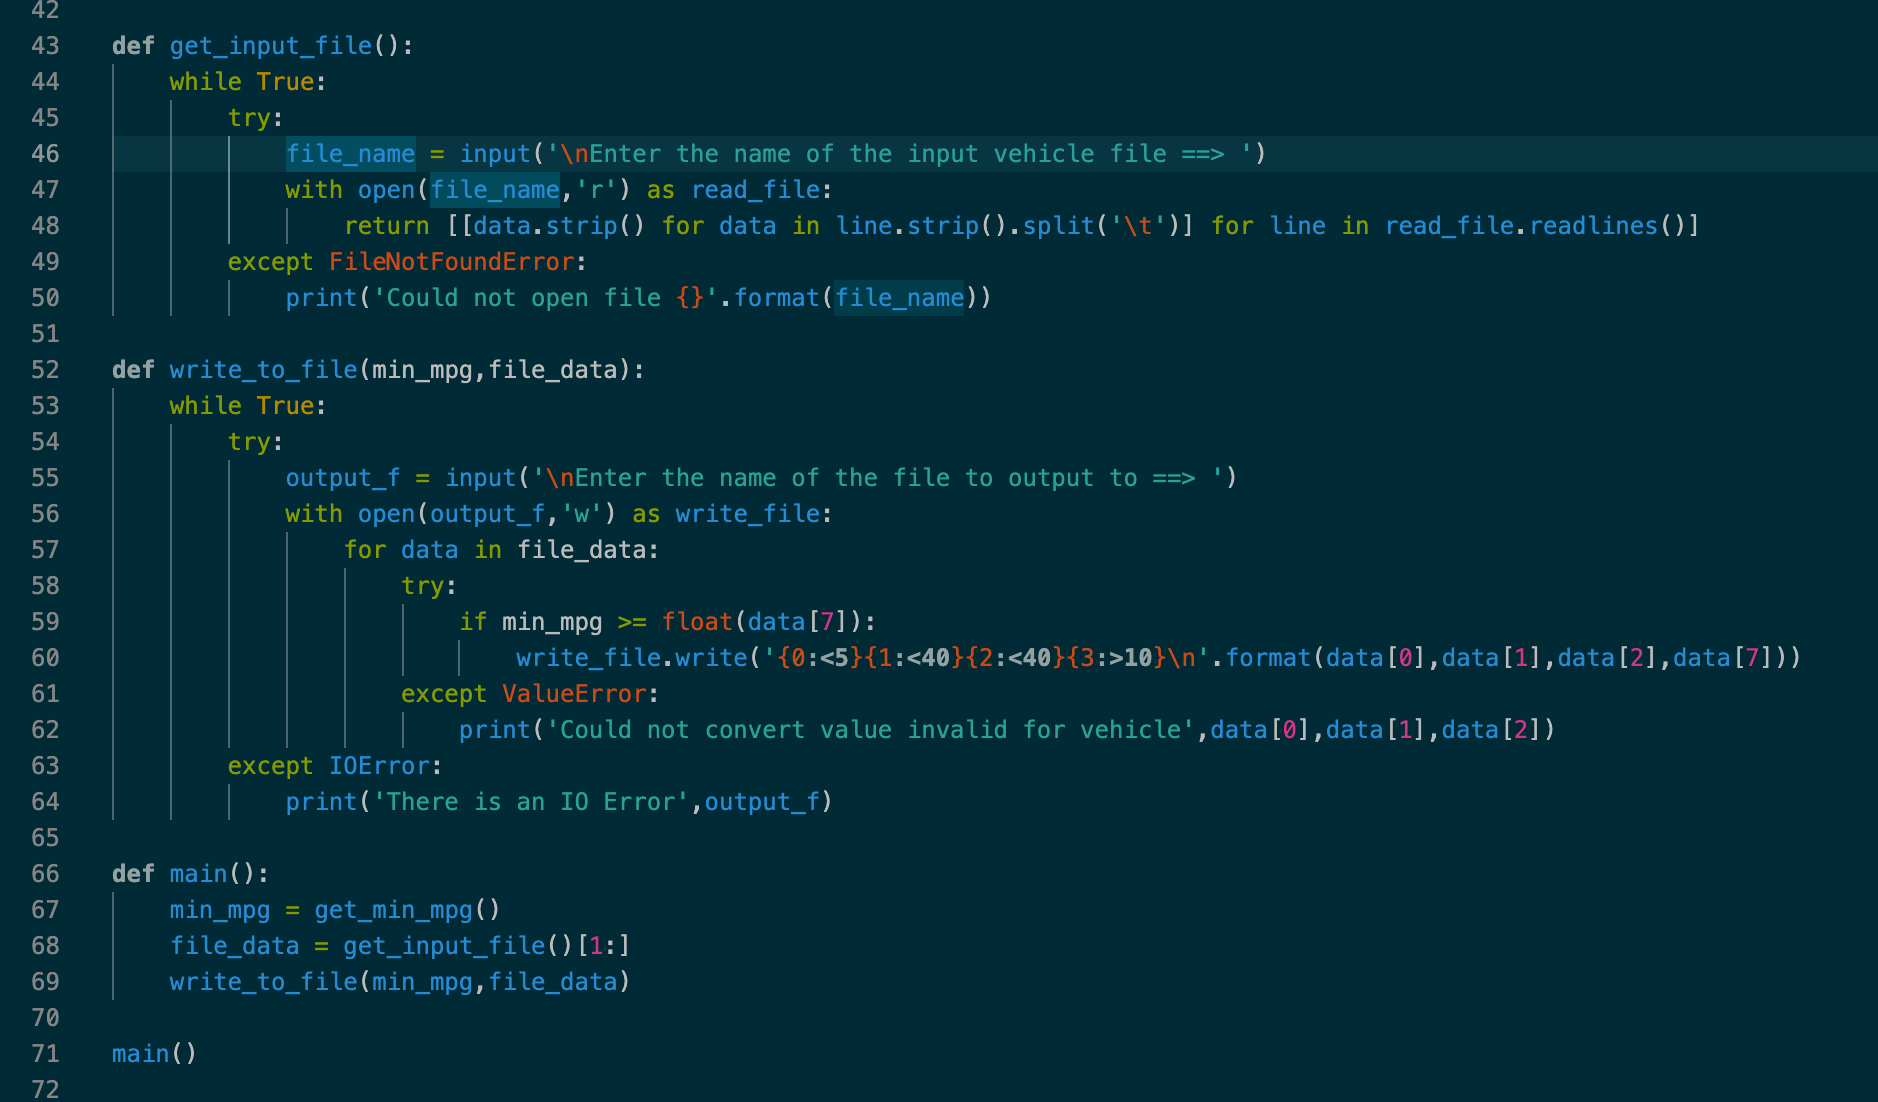 42
43 def get_input_file():
44     while True:
45         try:
46             file_name = input('\nEnter the name of the input vehicle file ==> ')
47             with open(file_name,'r') as read_file:
48                 return [[data.strip() for data in line.strip().split('\t')] for line in read_file.readlines()]
49         except FileNotFoundError:
50             print('Could not open file {}'.format(file_name))
51
52 def write_to_file(min_mpg,file_data):
53     while True:
54         try:
55             output_f = input('\nEnter the name of the file to output to ==> ')
56             with open(output_f,'w') as write_file:
57                 for data in file_data:
58                     try:
59                         if min_mpg >= float(data[7]):
60                             write_file.write('{0:<5}{1:<40}{2:<40}{3:>10}\n'.format(data[0],data[1],data[2],data[7]))
61                     except ValueError:
62                         print('Could not convert value invalid for vehicle',data[0],data[1],data[2])
63         except IOError:
64             print('There is an IO Error',output_f)
65
66 def main():
67     min_mpg = get_min_mpg()
68     file_data = get_input_file()[1:]
69     write_to_file(min_mpg,file_data)
70
71 main()
72